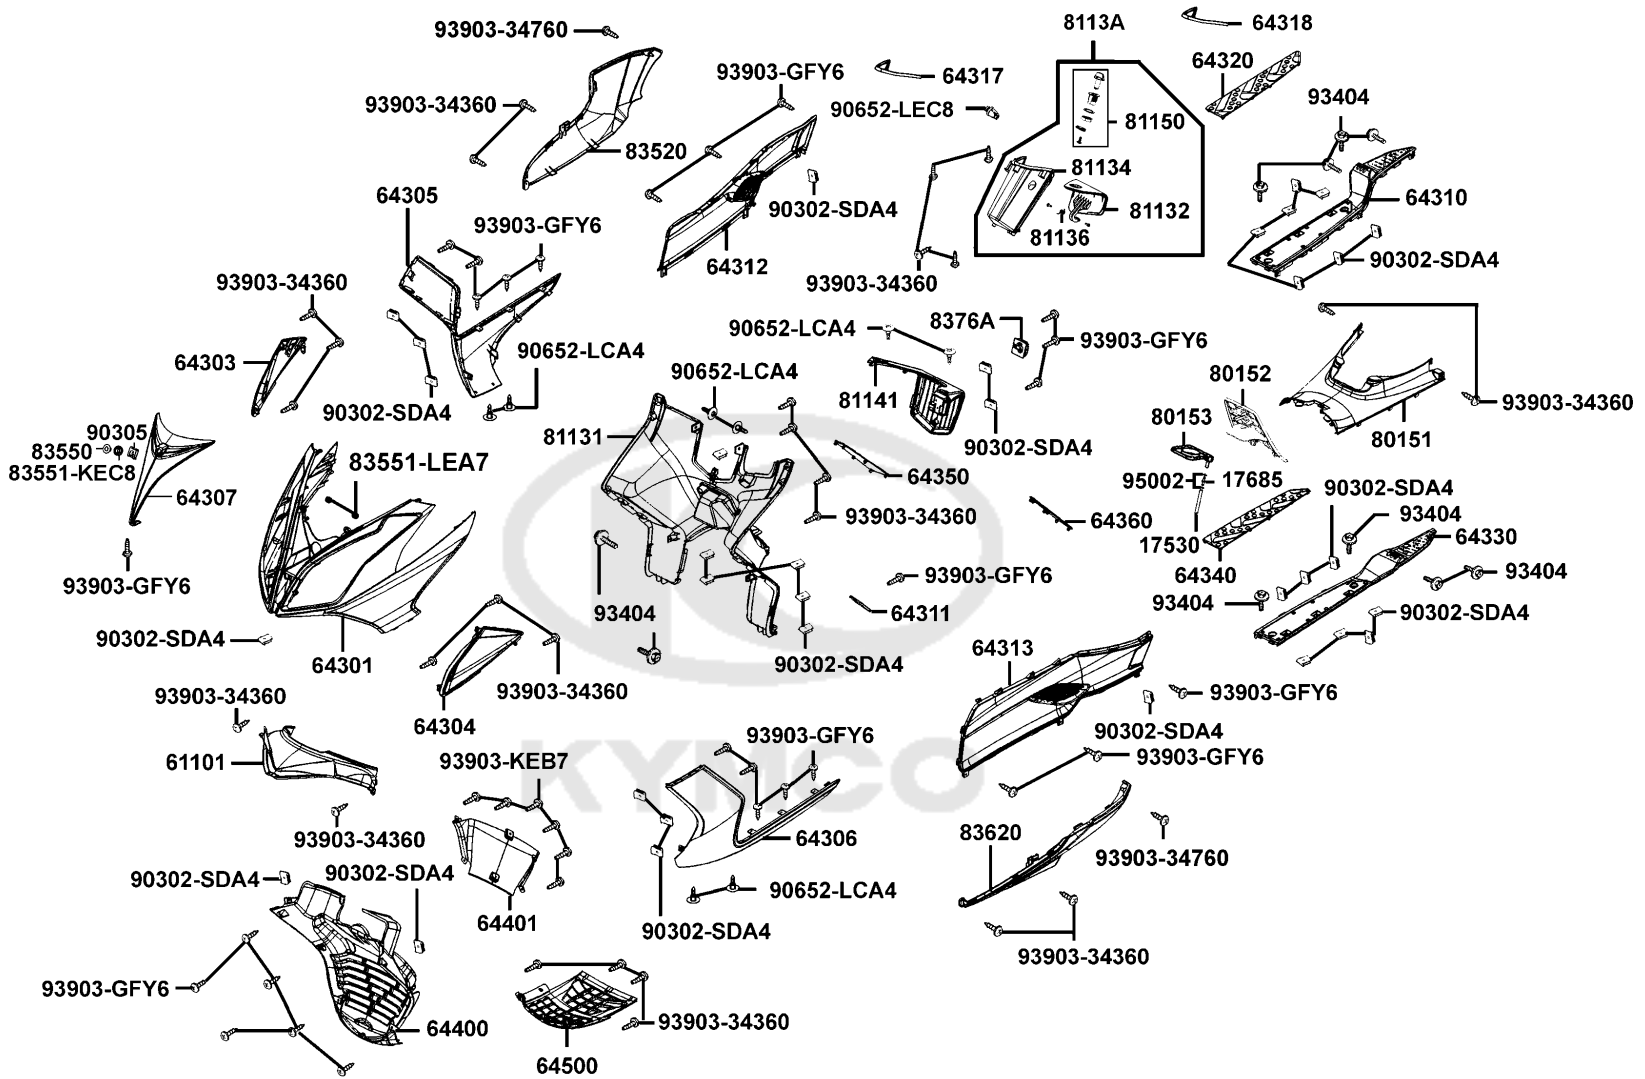 93903-34760
8113A
64318
93903-GFY6
64317
64320
93903-34360
90652-LEC8
93404
81150
83520
81134
64305
90302-SDA4
81132
64310
93903-GFY6
81136
64312
90302-SDA4
93903-34360
93903-34360
90652-LCA4
8376A
93903-GFY6
90652-LCA4
64303
90652-LCA4
80152
81141
93903-34360
90302-SDA4
80153
90305
81131
90302-SDA4
80151
83550
83551-LEA7
83551-KEC8
64350
95002
17685
64307
90302-SDA4
93903-34360
64360
93404
17530
64330
93903-GFY6
93903-GFY6
64340
93404
93404
64311
93404
90302-SDA4
90302-SDA4
64301
90302-SDA4
64313
93903-34360
93903-34360
93903-GFY6
64304
90302-SDA4
93903-GFY6
61101
93903-KEB7
93903-GFY6
KYMCO
93903-34360
64306
83620
93903-34760
90302-SDA4
90302-SDA4
90652-LCA4
64401
90302-SDA4
93903-34360
93903-GFY6
64400
93903-34360
64500